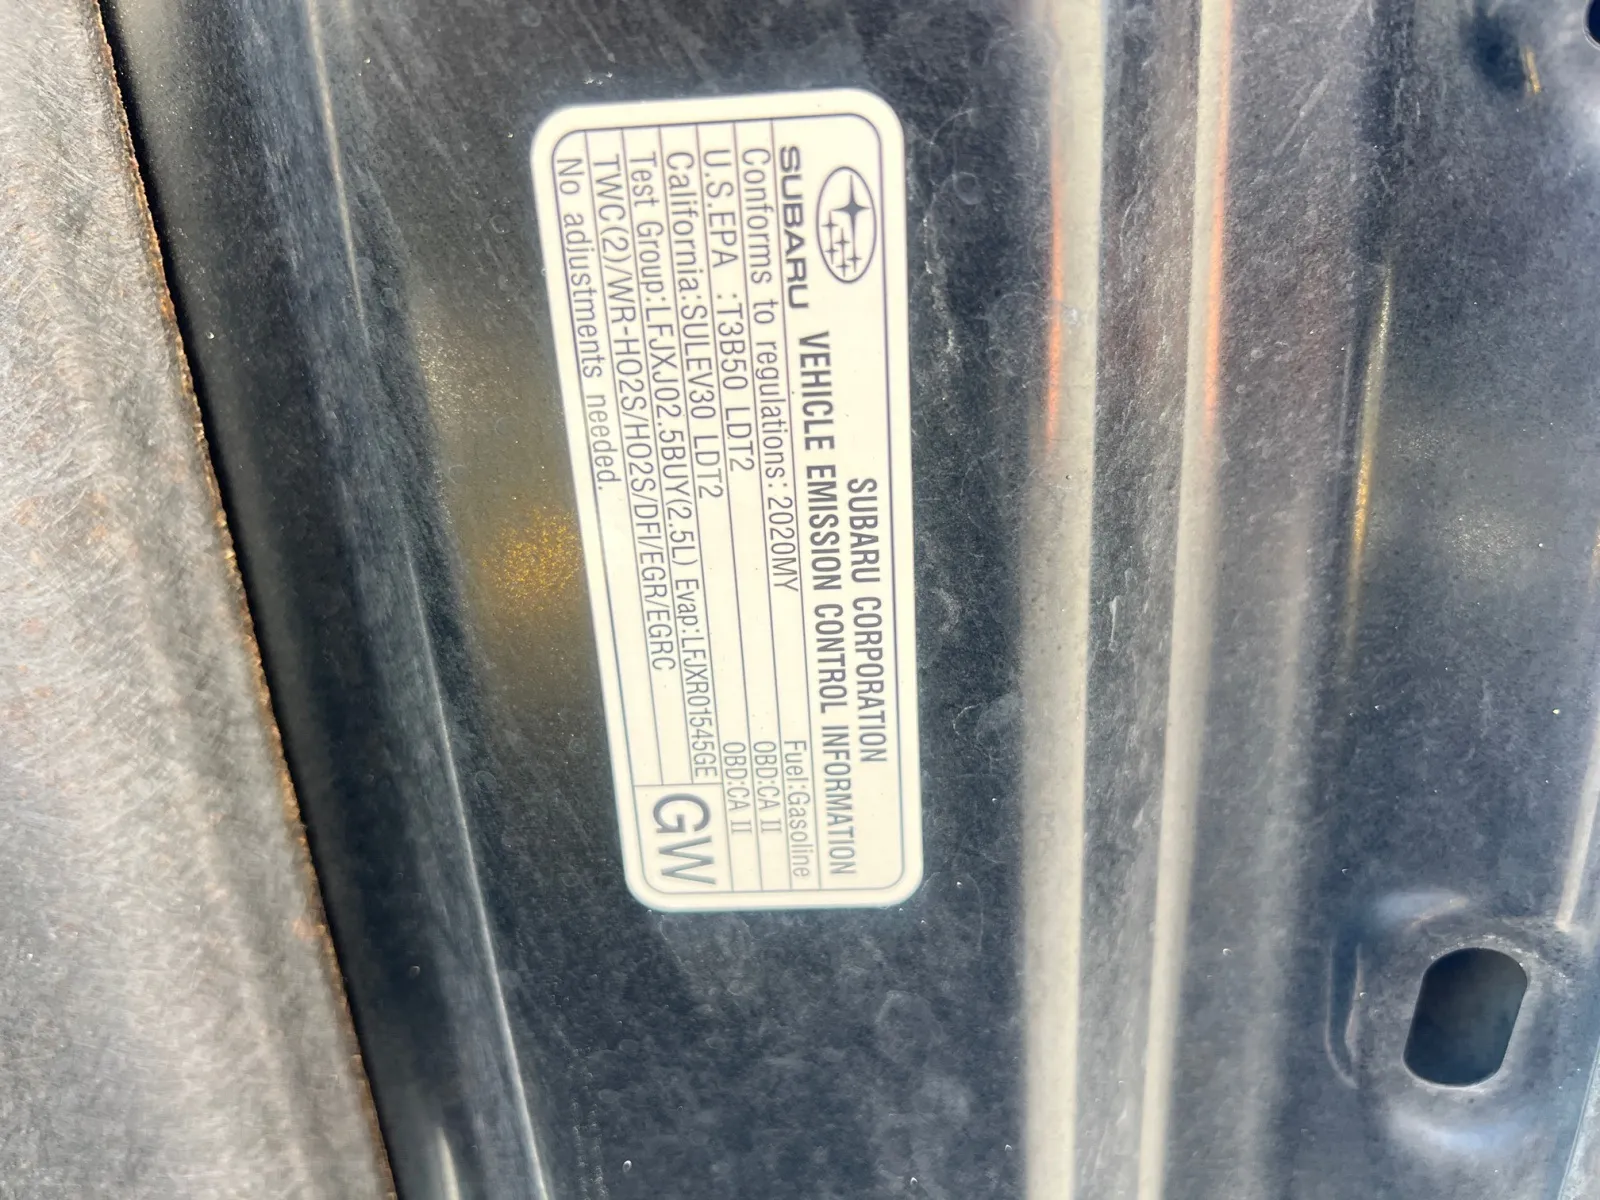 SUBARU CORPORATION
SUBARU VEHICLE EMISSION CONTROL INFORMATION
Conforms to regulations: 2020MY Fuel:Gasoline
U.S.EPA :T3B50 LDT2 OBD:CA II
California:SULEV30 LDT2 OBD:CA II
Test Group:LFJXJ02.5BUY(2.5L) Evap:LFJXR01545GE
TWC(2)/WR-HO2S/HO2S/DFI/EGR/EGRC
No adjustments needed.
GW